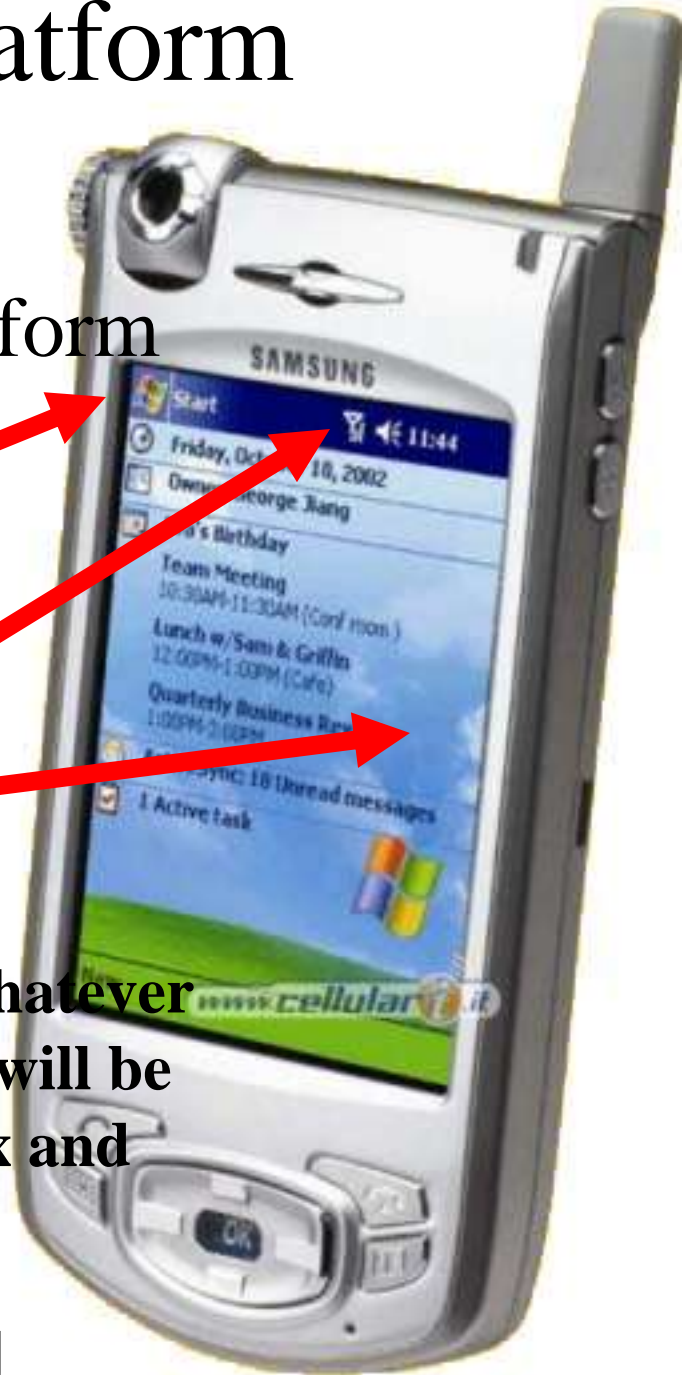 atform
form
SAMSUNG
Start 11:44
Friday, Oct 18, 2002
Owner George Jiang
's Birthday
Team Meeting
10:30AM-11:30AM (Conf room)
Lunch w/Sam & Griffin
12:00PM-1:00PM (Cafe)
Quarterly Business Rev
1:00PM-2:00PM
Sync: 18 Unread messages
1 Active task
hatever
www.cellular.it
will be
x and
OK